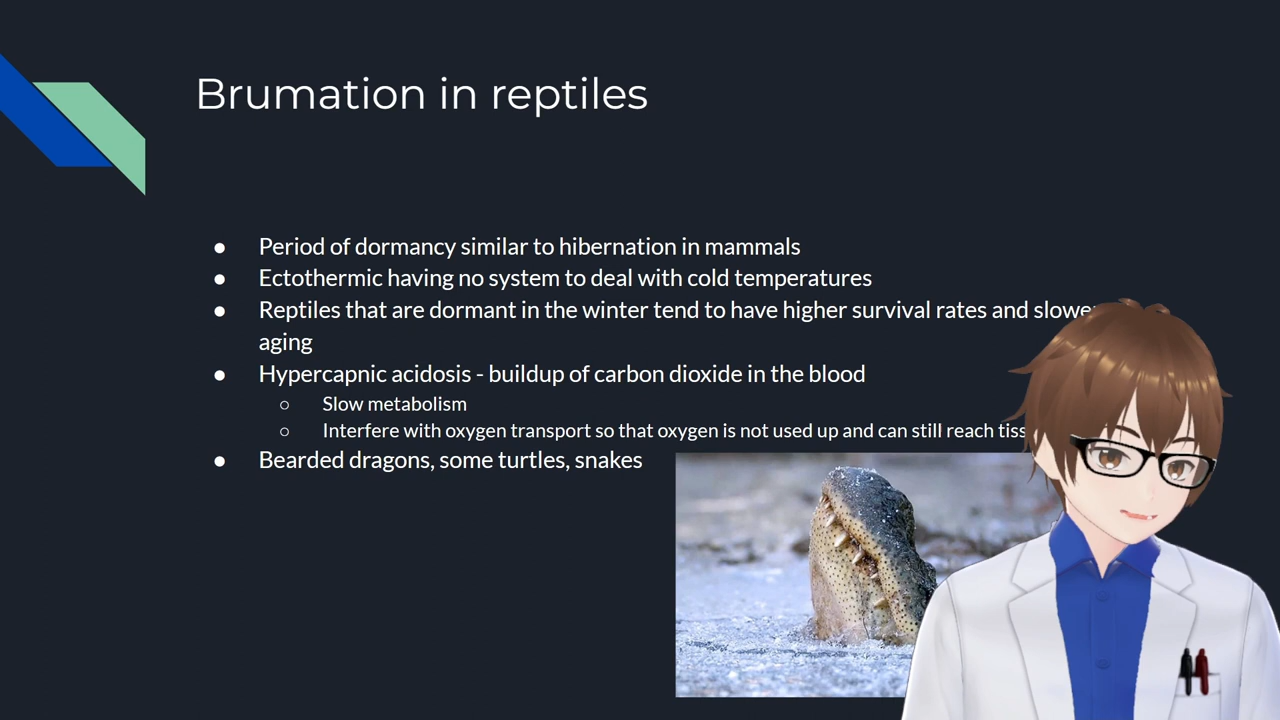 Brumation in reptiles
● Period of dormancy similar to hibernation in mammals
● Ectothermic having no system to deal with cold temperatures
● Reptiles that are dormant in the winter tend to have higher survival rates and slower
aging
● Hypercapnic acidosis - buildup of carbon dioxide in the blood
○ Slow metabolism
○ Interfere with oxygen transport so that oxygen is not used up and can still reach
● Bearded dragons, some turtles, snakes